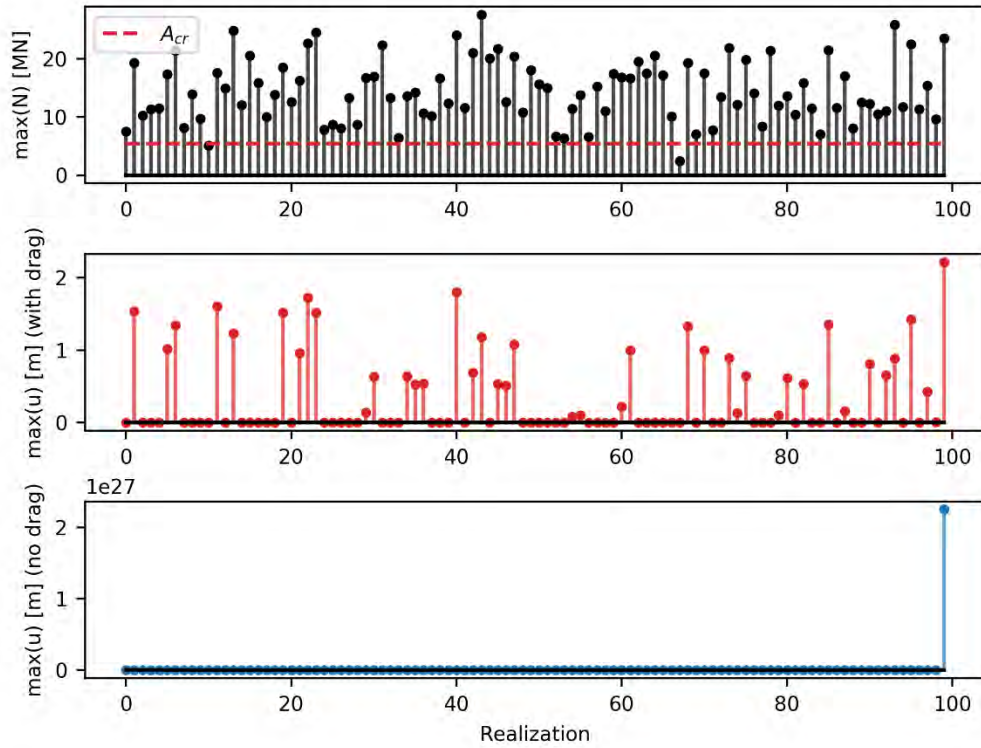 max(N) [MN]
20
10
0
A_cr
0 20 40 60 80 100
max(u) [m] (with drag)
2
1
0
0 20 40 60 80 100
1e27
max(u) [m] (no drag)
2
1
0
0 20 40 60 80 100
Realization